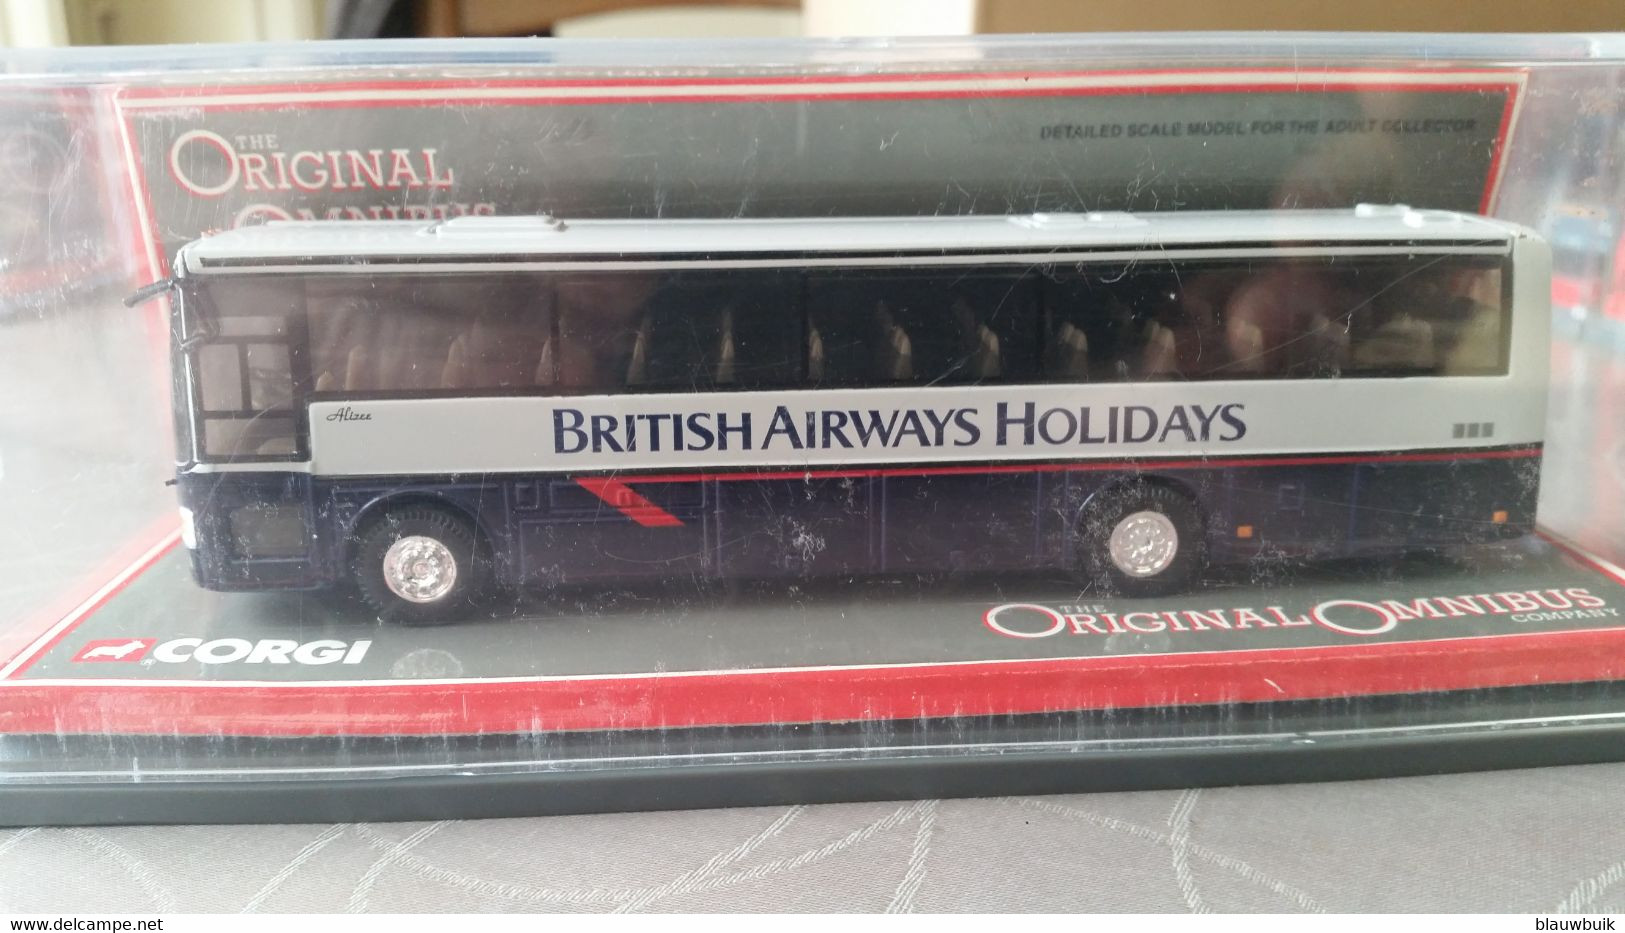 THE
ORIGINAL
OMNIBUS
DETAILED SCALE MODEL FOR THE ADULT COLLECTOR
Alizee
BRITISH AIRWAYS HOLIDAYS
CORGI
THE
ORIGINAL OMNIBUS
COMPANY
www.delcampe.net
blauwbuik